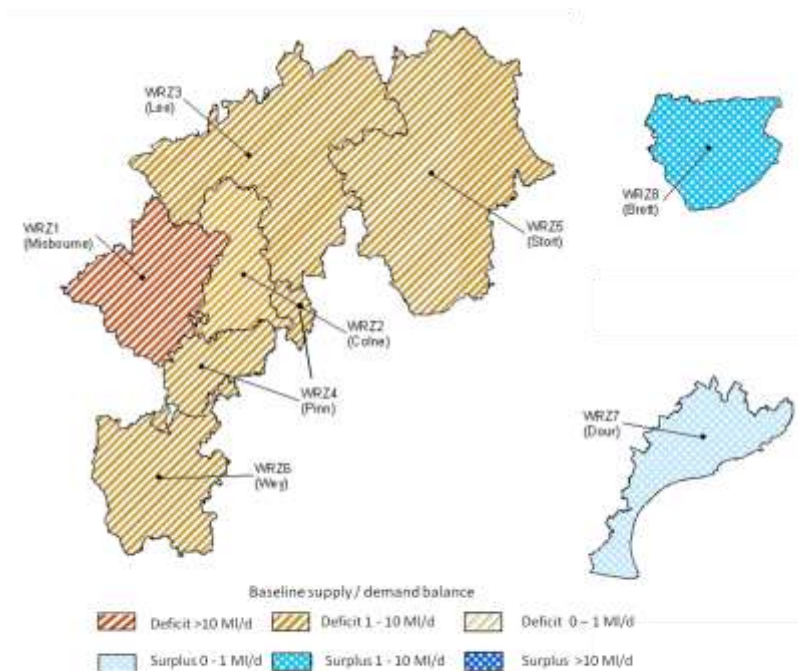 WRZ3
(Lee)
WRZ8
(Brett)
WRZ1
(Misbourne)
WRZ5
(Stort)
WRZ2
(Colne)
WRZ4
(Pinn)
WRZ7
(Dour)
WRZ6
(Wey)
Baseline supply / demand balance
Deficit >10 Ml/d Deficit 1 - 10 Ml/d Deficit 0 – 1 Ml/d
Surplus 0 - 1 Ml/d Surplus 1 - 10 Ml/d Surplus >10 Ml/d